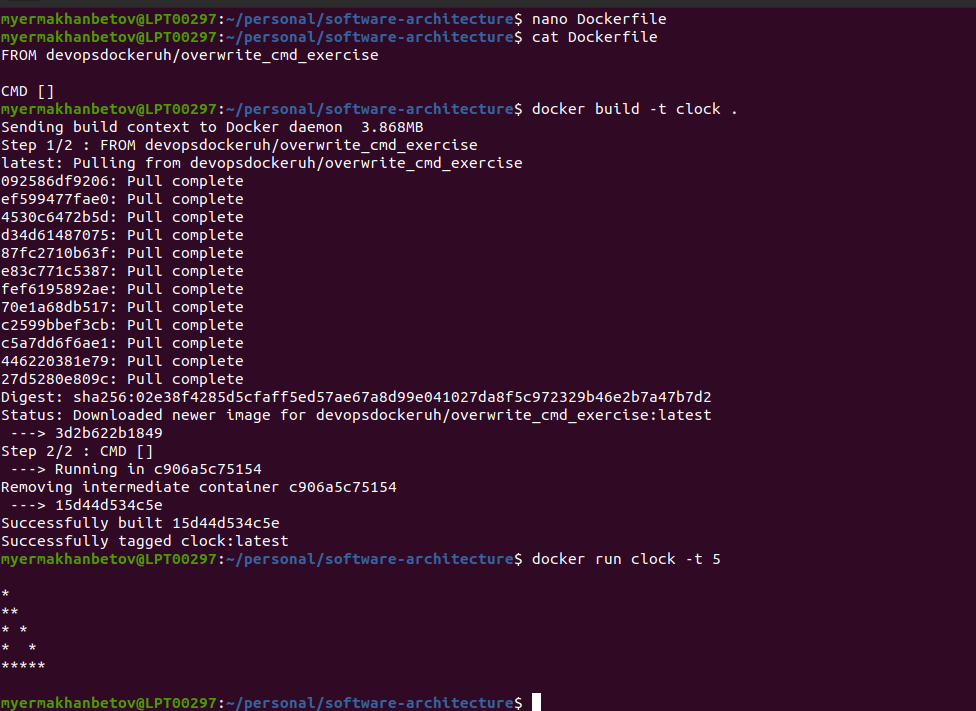 myermakhanbetov@LPT00297:~/personal/software-architecture$ nano Dockerfile
myermakhanbetov@LPT00297:~/personal/software-architecture$ cat Dockerfile
FROM devopsdockeruh/overwrite_cmd_exercise

CMD []
myermakhanbetov@LPT00297:~/personal/software-architecture$ docker build -t clock .
Sending build context to Docker daemon  3.868MB
Step 1/2 : FROM devopsdockeruh/overwrite_cmd_exercise
latest: Pulling from devopsdockeruh/overwrite_cmd_exercise
092586df9206: Pull complete
ef599477fae0: Pull complete
4530c6472b5d: Pull complete
d34d61487075: Pull complete
87fc2710b63f: Pull complete
e83c771c5387: Pull complete
fef6195892ae: Pull complete
70e1a68db517: Pull complete
c2599bbef3cb: Pull complete
c5a7dd6f6ae1: Pull complete
446220381e79: Pull complete
27d5280e809c: Pull complete
Digest: sha256:02e38f4285d5cfaff5ed57ae67a8d99e041027da8f5c972329b46e2b7a47b7d2
Status: Downloaded newer image for devopsdockeruh/overwrite_cmd_exercise:latest
 ---> 3d2b622b1849
Step 2/2 : CMD []
 ---> Running in c906a5c75154
Removing intermediate container c906a5c75154
 ---> 15d44d534c5e
Successfully built 15d44d534c5e
Successfully tagged clock:latest
myermakhanbetov@LPT00297:~/personal/software-architecture$ docker run clock -t 5

*
**
* *
*  *
*****

myermakhanbetov@LPT00297:~/personal/software-architecture$